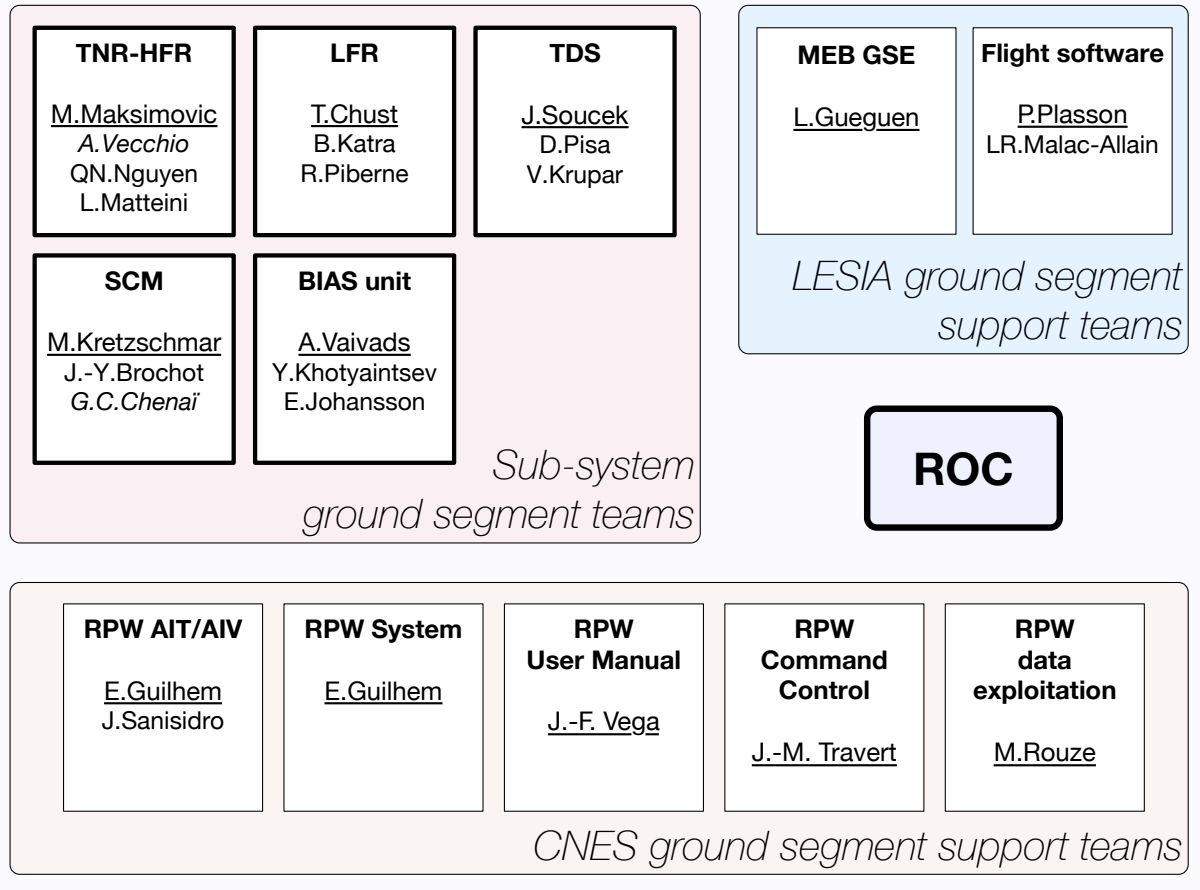 TNR-HFR
M.Maksimovic
A.Vecchio
QN.Nguyen
L.Matteini
LFR
T.Chust
B.Katra
R.Piberne
TDS
J.Soucek
D.Pisa
V.Krupar
SCM
M.Kretzschmar
J.-Y.Brochot
G.C.Chenaï
BIAS unit
A.Vaivads
Y.Khotyaintsev
E.Johansson
Sub-system
ground segment teams
MEB GSE
L.Gueguen
Flight software
P.Plasson
LR.Malac-Allain
LESIA ground segment
support teams
ROC
RPW AIT/AIV
E.Guilhem
J.Sanisidro
RPW System
E.Guilhem
RPW
User Manual
J.-F. Vega
RPW
Command
Control
J.-M. Travert
RPW
data
exploitation
M.Rouze
CNES ground segment support teams